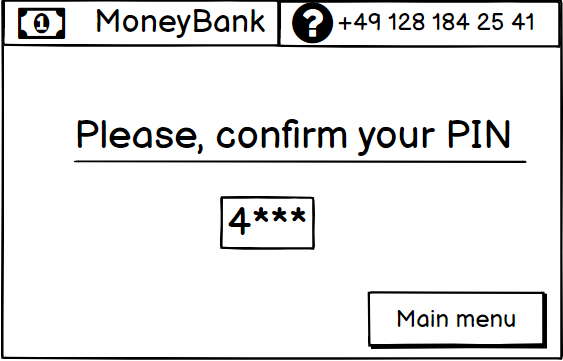 1 MoneyBank
? +49 128 184 25 41
Please, confirm your PIN
4***
Main menu